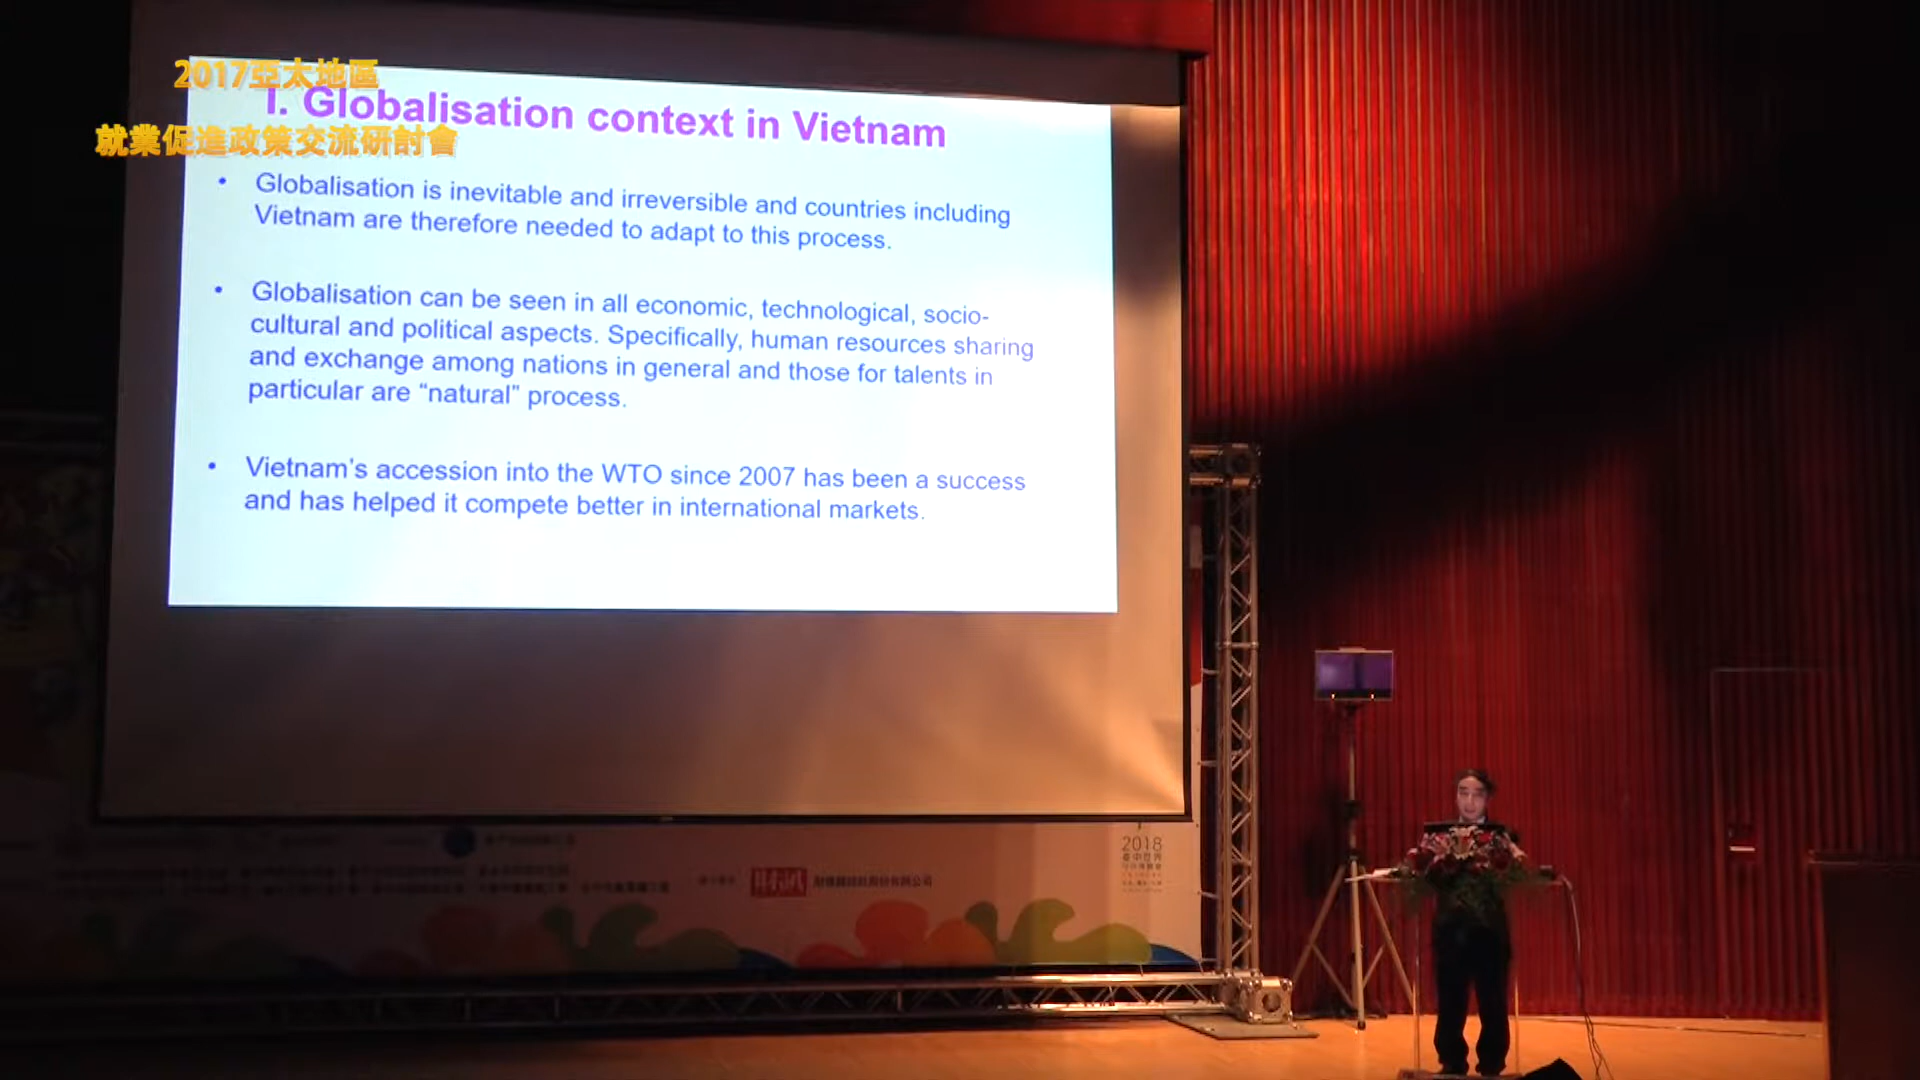 2017亞太地區
就業促進政策交流研討會
I. Globalisation context in Vietnam
• Globalisation is inevitable and irreversible and countries including
Vietnam are therefore needed to adapt to this process.
• Globalisation can be seen in all economic, technological, socio-
cultural and political aspects. Specifically, human resources sharing
and exchange among nations in general and those for talents in
particular are “natural” process.
• Vietnam's accession into the WTO since 2007 has been a success
and has helped it compete better in international markets.
2018